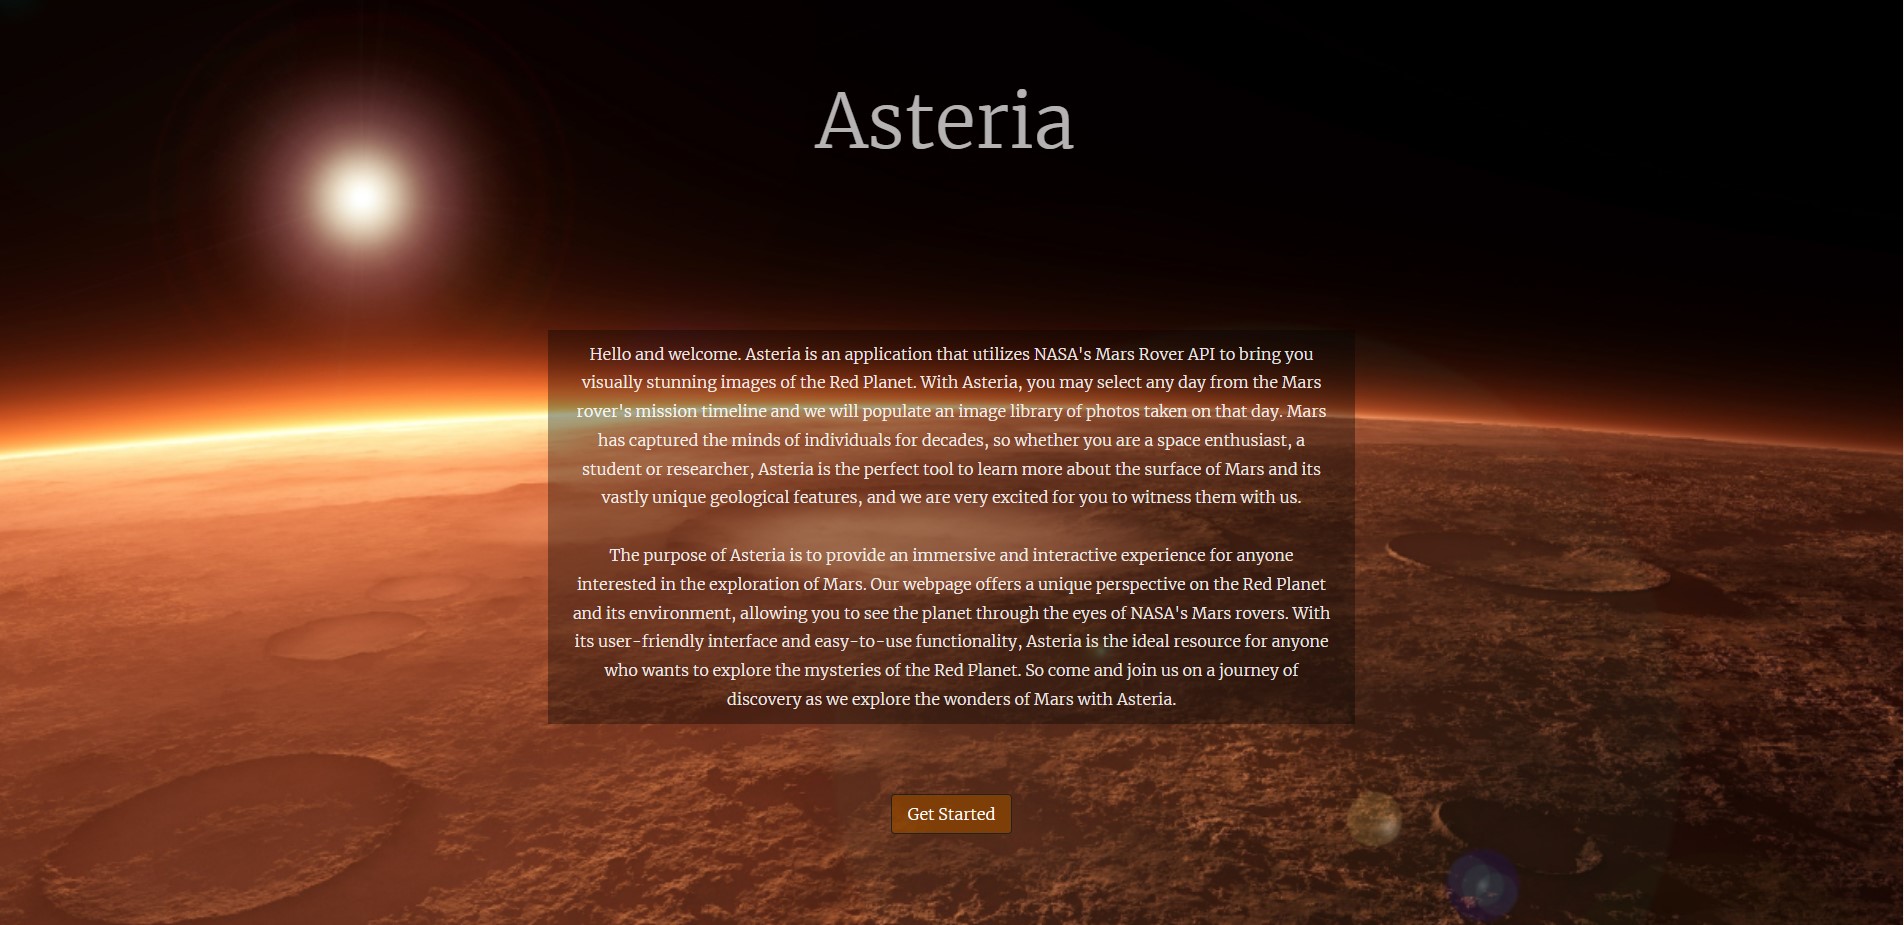 Asteria
Hello and welcome. Asteria is an application that utilizes NASA's Mars Rover API to bring you
visually stunning images of the Red Planet. With Asteria, you may select any day from the Mars
rover's mission timeline and we will populate an image library of photos taken on that day. Mars
has captured the minds of individuals for decades, so whether you are a space enthusiast, a
student or researcher, Asteria is the perfect tool to learn more about the surface of Mars and its
vastly unique geological features, and we are very excited for you to witness them with us.
The purpose of Asteria is to provide an immersive and interactive experience for anyone
interested in the exploration of Mars. Our webpage offers a unique perspective on the Red Planet
and its environment, allowing you to see the planet through the eyes of NASA's Mars rovers. With
its user-friendly interface and easy-to-use functionality, Asteria is the ideal resource for anyone
who wants to explore the mysteries of the Red Planet. So come and join us on a journey of
discovery as we explore the wonders of Mars with Asteria.
Get Started